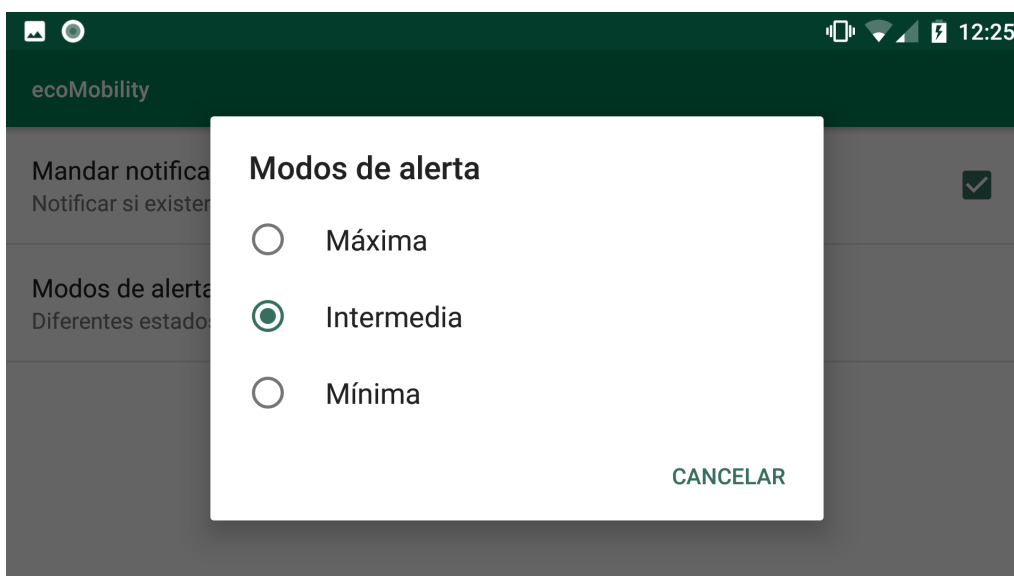 12:25
ecoMobility
Modos de alerta
Mandar notifica
Notificar si existen
Máxima
Modos de alerta
Diferentes estados
Intermedia
Mínima
CANCELAR